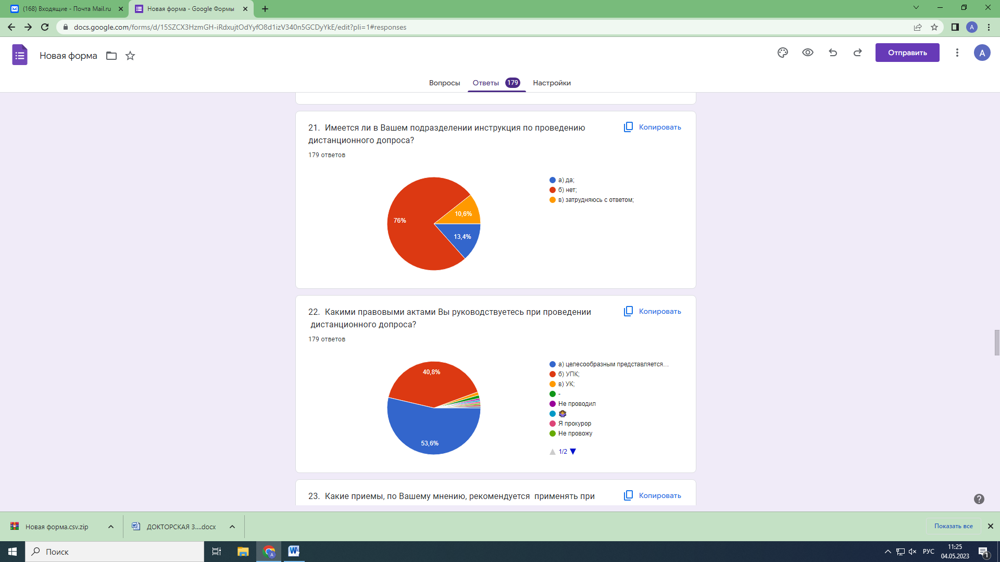 (168) Входящие - Почта Mail.ru
Новая форма - Google Формы
docs.google.com/forms/d/15SZCX3HzmGH-iRdxujtOdYyfO8d1izV340n5GCDyYkE/edit?pli=1#responses
A
Новая форма
Отправить
A
Вопросы
Ответы 179
Настройки
21. Имеется ли в Вашем подразделении инструкция по проведению
дистанционного допроса?
Копировать
179 ответов
76%
10,6%
13,4%
а) да;
б) нет;
в) затрудняюсь с ответом;
22. Какими правовыми актами Вы руководствуетесь при проведении
дистанционного допроса?
Копировать
179 ответов
40,8%
53,6%
а) целесообразным представляется…
б) УПК;
в) УК;
-
Не проводил
🤷🏽‍♀️
Я прокурор
Не провожу
1/2
23. Какие приемы, по Вашему мнению, рекомендуется применять при
Копировать
Новая форма.csv.zip
ДОКТОРСКАЯ 3....docx
Показать все
Поиск
РУС
11:25
04.05.2023
1